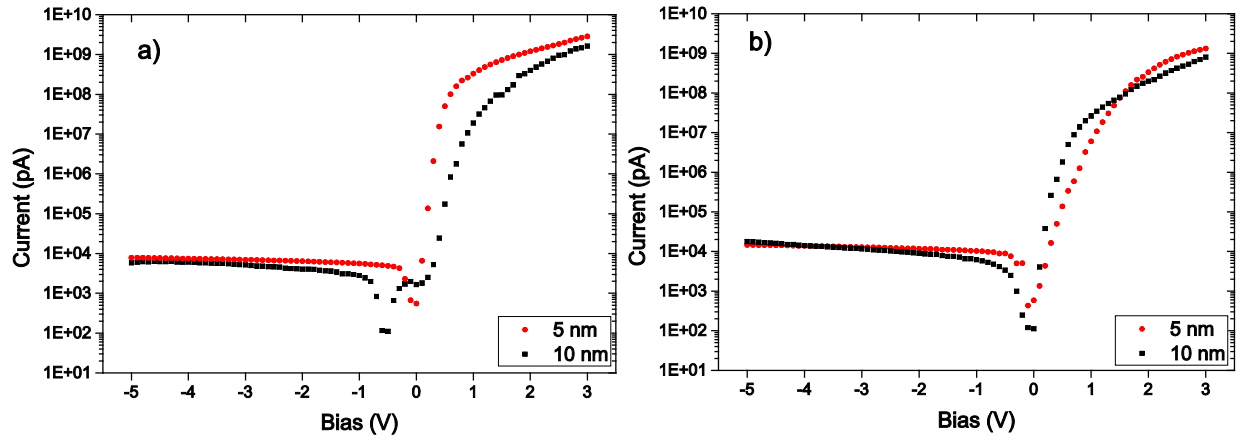 a)
1E+10
1E+09
1E+08
1E+07
1E+06
1E+05
1E+04
1E+03
1E+02
1E+01
Current (pA)
-5 -4 -3 -2 -1 0 1 2 3
Bias (V)
5 nm
10 nm
b)
1E+10
1E+09
1E+08
1E+07
1E+06
1E+05
1E+04
1E+03
1E+02
1E+01
Current (pA)
-5 -4 -3 -2 -1 0 1 2 3
Bias (V)
5 nm
10 nm